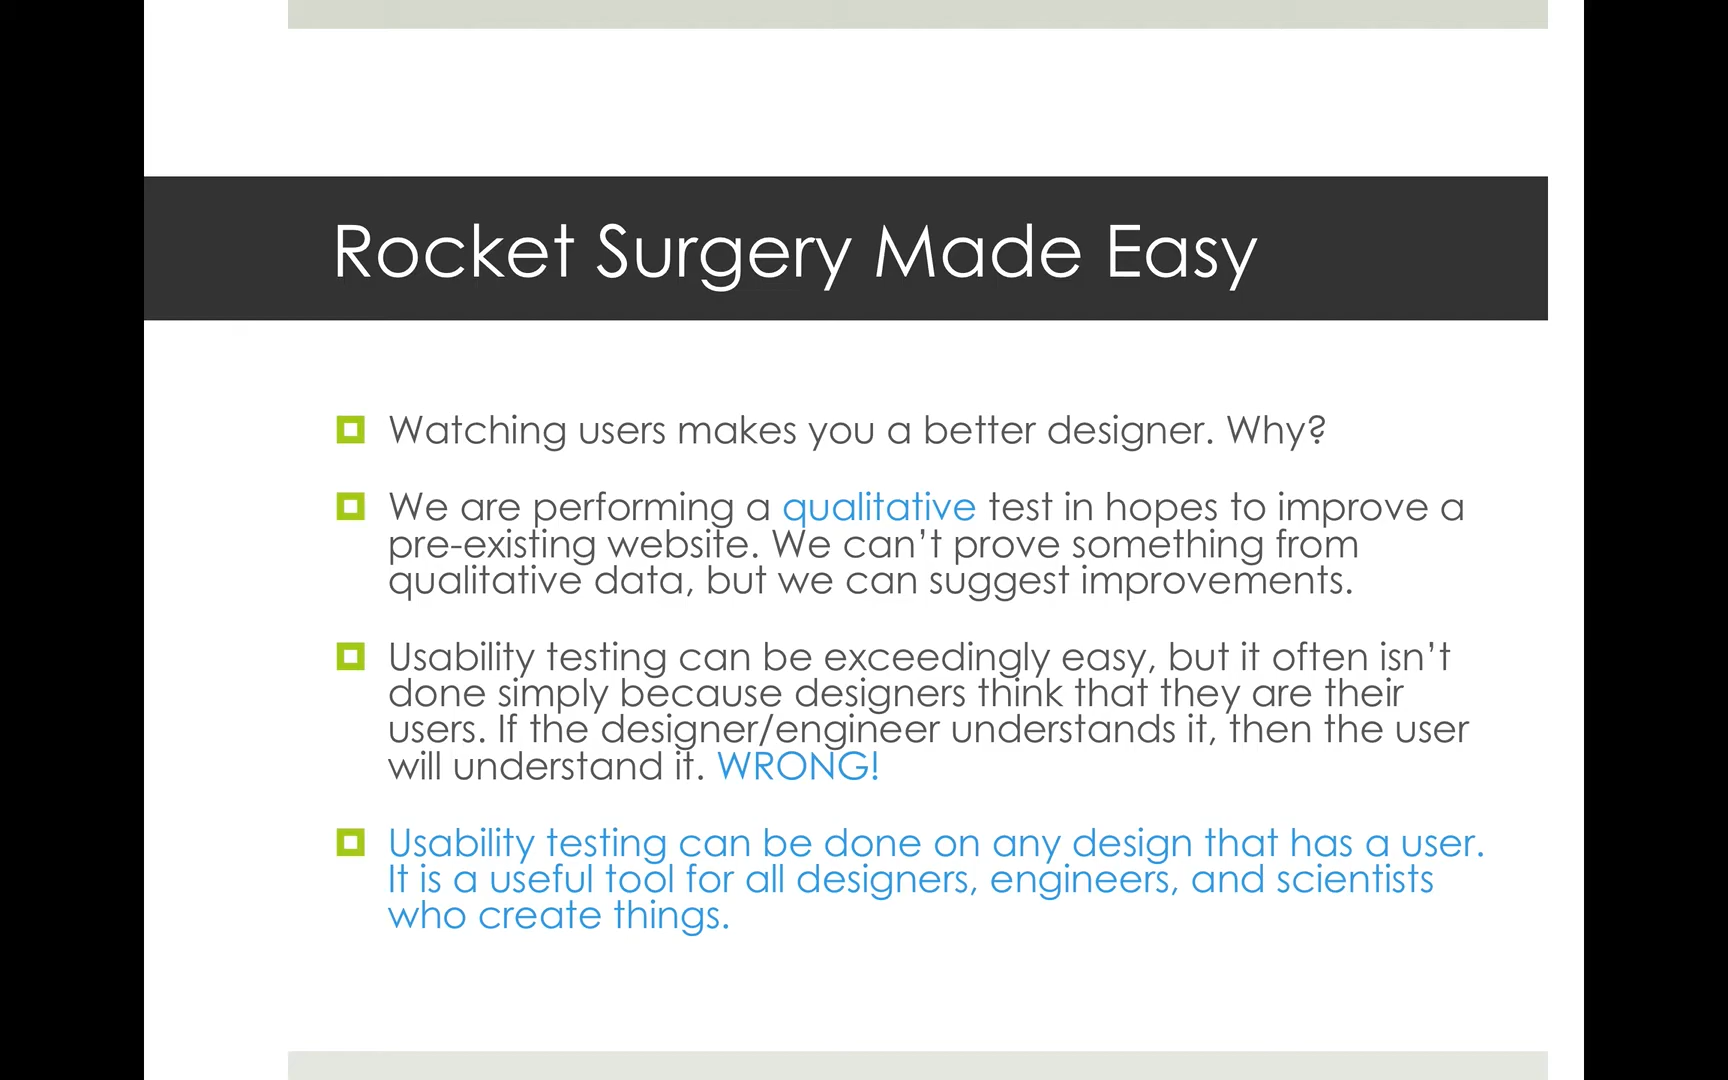 Rocket Surgery Made Easy
Watching users makes you a better designer. Why?
We are performing a qualitative test in hopes to improve a
pre-existing website. We can’t prove something from
qualitative data, but we can suggest improvements.
Usability testing can be exceedingly easy, but it often isn’t
done simply because designers think that they are their
users. If the designer/engineer understands it, then the user
will understand it. WRONG!
Usability testing can be done on any design that has a user.
It is a useful tool for all designers, engineers, and scientists
who create things.